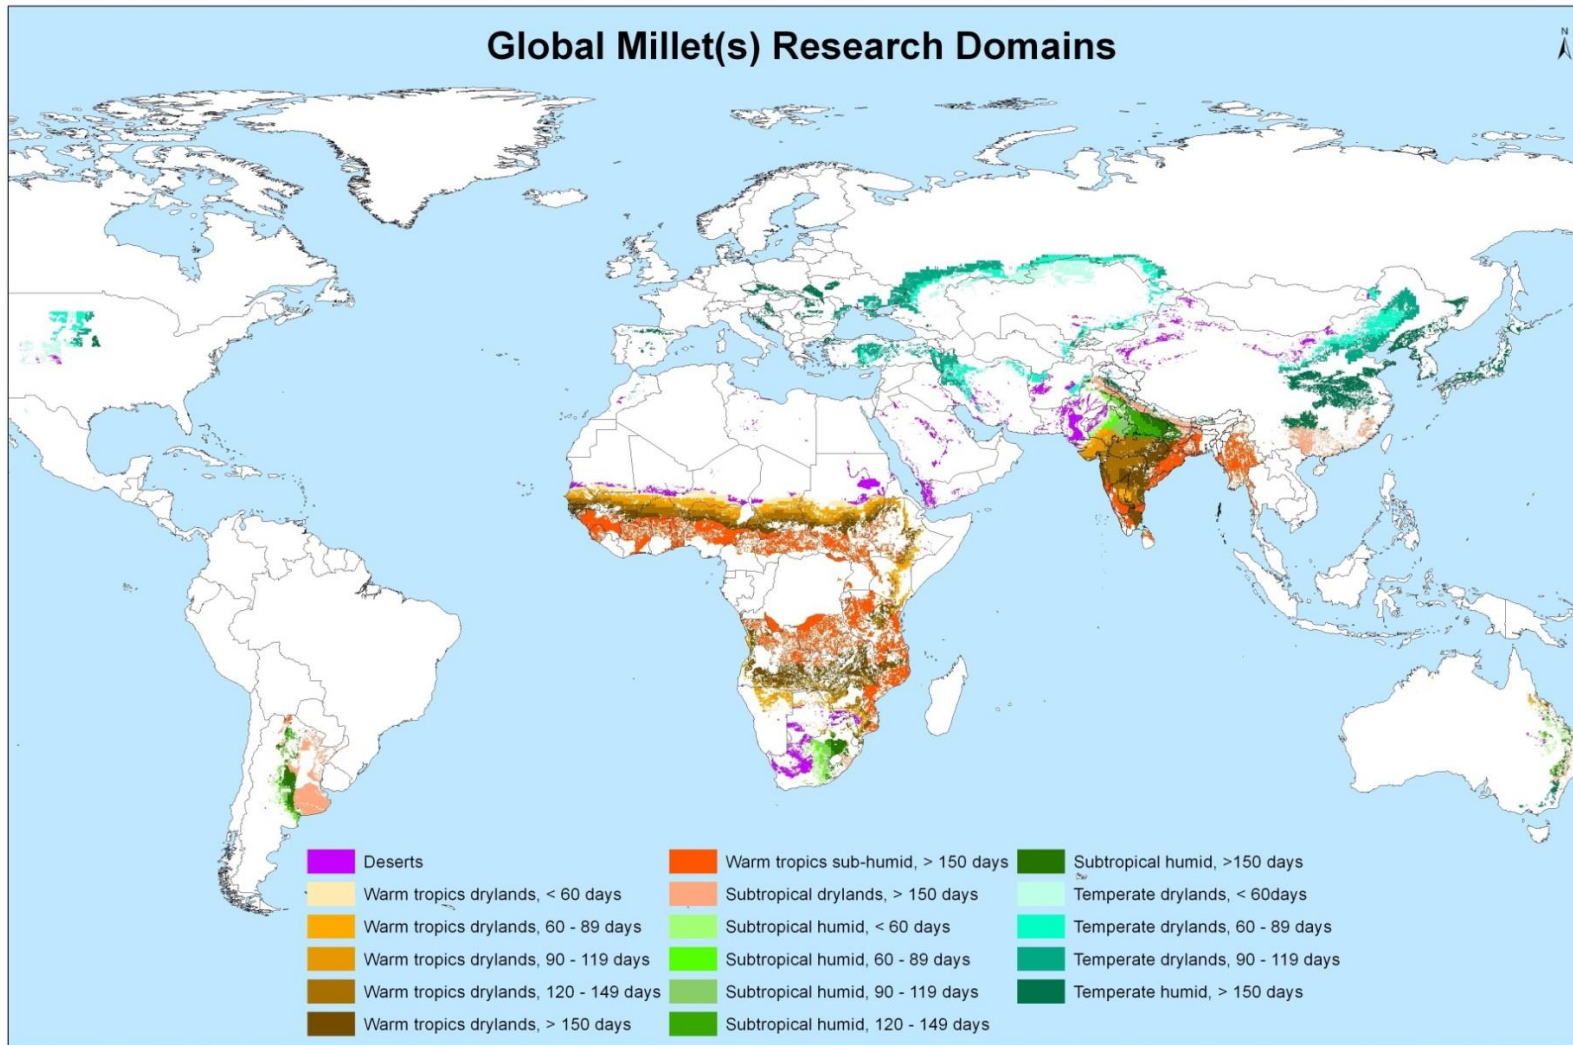 Global Millet(s) Research Domains
N
Deserts
Warm tropics drylands, < 60 days
Warm tropics drylands, 60 - 89 days
Warm tropics drylands, 90 - 119 days
Warm tropics drylands, 120 - 149 days
Warm tropics drylands, > 150 days
Warm tropics sub-humid, > 150 days
Subtropical drylands, > 150 days
Subtropical humid, < 60 days
Subtropical humid, 60 - 89 days
Subtropical humid, 90 - 119 days
Subtropical humid, 120 - 149 days
Subtropical humid, >150 days
Temperate drylands, < 60days
Temperate drylands, 60 - 89 days
Temperate drylands, 90 - 119 days
Temperate humid, > 150 days